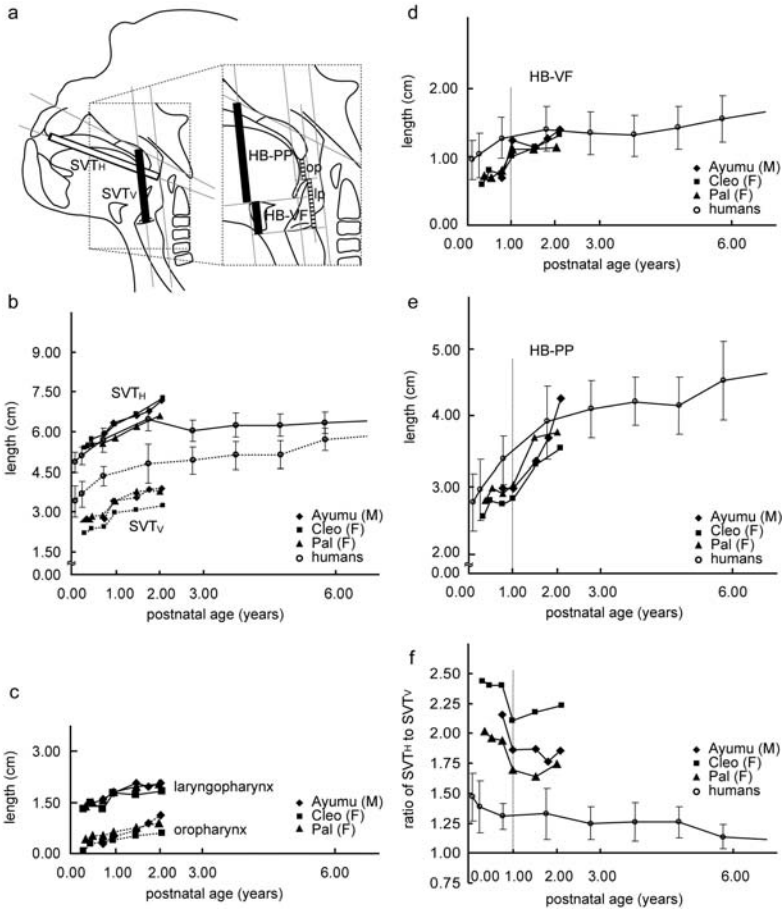 a
SVTH
SVTV
HB-PP
op
lp
HB-VF
b
9.00
7.50
6.00
4.50
3.00
1.50
0.00
length (cm)
SVTH
SVTV
Ayumu (M)
Cleo (F)
Pal (F)
humans
0.00 1.00 2.00 3.00 6.00
postnatal age (years)
c
3.00
1.50
0.00
length (cm)
laryngopharynx
oropharynx
Ayumu (M)
Cleo (F)
Pal (F)
0.00 1.00 2.00 3.00 6.00
postnatal age (years)
d
HB-VF
2.00
1.00
0.00
length (cm)
Ayumu (M)
Cleo (F)
Pal (F)
humans
0.00 1.00 2.00 3.00 6.00
postnatal age (years)
e
HB-PP
5.00
4.00
3.00
2.00
0.00
length (cm)
Ayumu (M)
Cleo (F)
Pal (F)
humans
0.00 1.00 2.00 3.00 6.00
postnatal age (years)
f
2.50
2.25
2.00
1.75
1.50
1.25
1.00
0.75
ratio of SVTH to SVTV
Ayumu (M)
Cleo (F)
Pal (F)
humans
0.00 1.00 2.00 3.00 6.00
postnatal age (years)